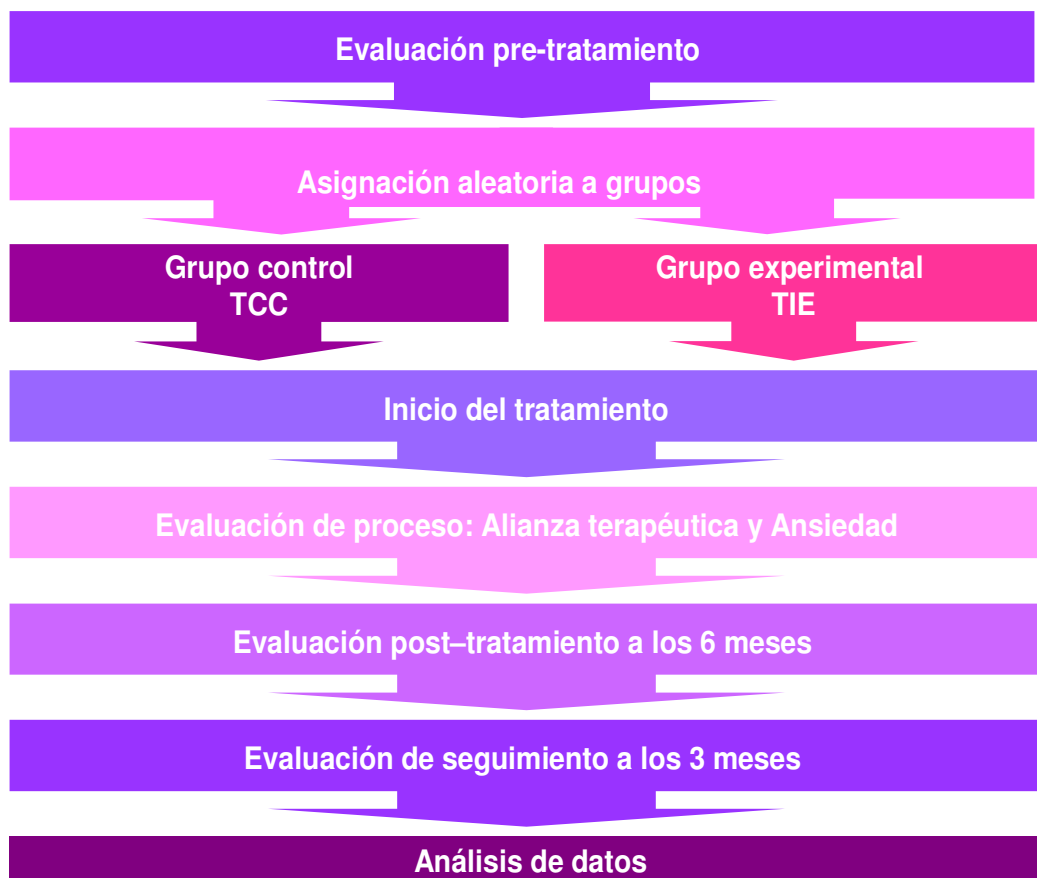 Evaluación pre-tratamiento
Asignación aleatoria a grupos
Grupo control
TCC
Grupo experimental
TIE
Inicio del tratamiento
Evaluación de proceso: Alianza terapéutica y Ansiedad
Evaluación post–tratamiento a los 6 meses
Evaluación de seguimiento a los 3 meses
Análisis de datos